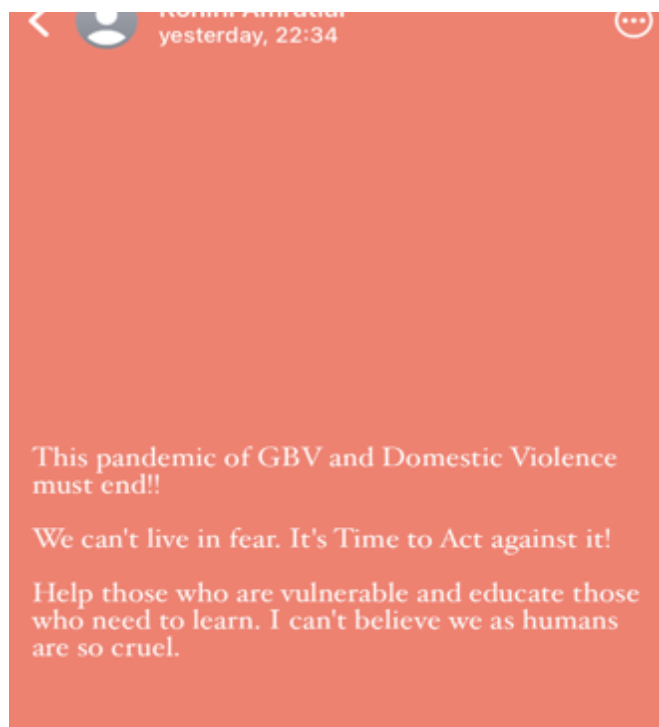 yesterday, 22:34
This pandemic of GBV and Domestic Violence
must end!!
We can't live in fear. It's Time to Act against it!
Help those who are vulnerable and educate those
who need to learn. I can't believe we as humans
are so cruel.